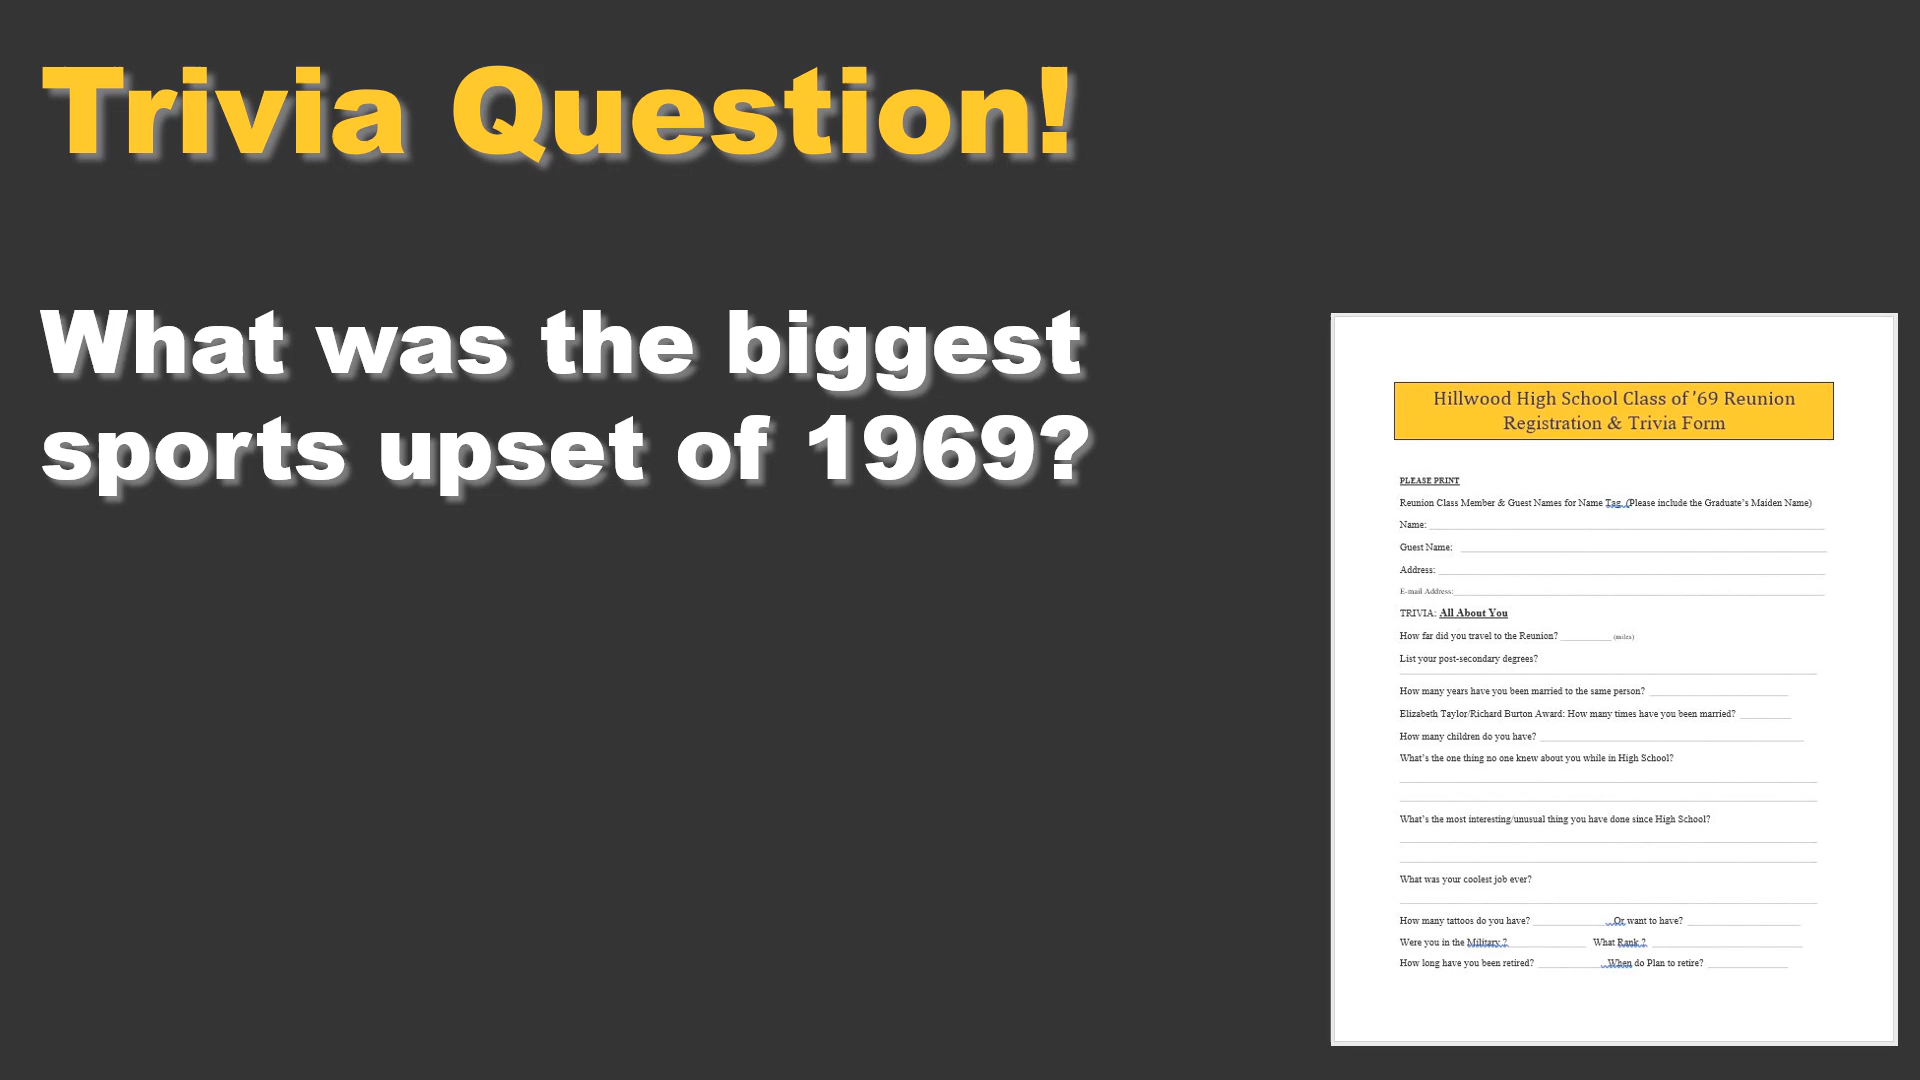 Trivia Question!
What was the biggest
sports upset of 1969?
Hillwood High School Class of ’69 Reunion
Registration & Trivia Form
PLEASE PRINT
Reunion Class Member & Guest Names for Name Tag. (Please include the Graduate’s Maiden Name)
Name:
Guest Name:
Address:
E-mail Address:
TRIVIA: All About You
How far did you travel to the Reunion? (miles)
List your post-secondary degrees?
How many years have you been married to the same person?
Elizabeth Taylor/Richard Burton Award: How many times have you been married?
How many children do you have?
What’s the one thing no one knew about you while in High School?
What’s the most interesting/unusual thing you have done since High School?
What was your coolest job ever?
How many tattoos do you have? Or want to have?
Were you in the Military ? What Rank ?
How long have you been retired? When do Plan to retire?